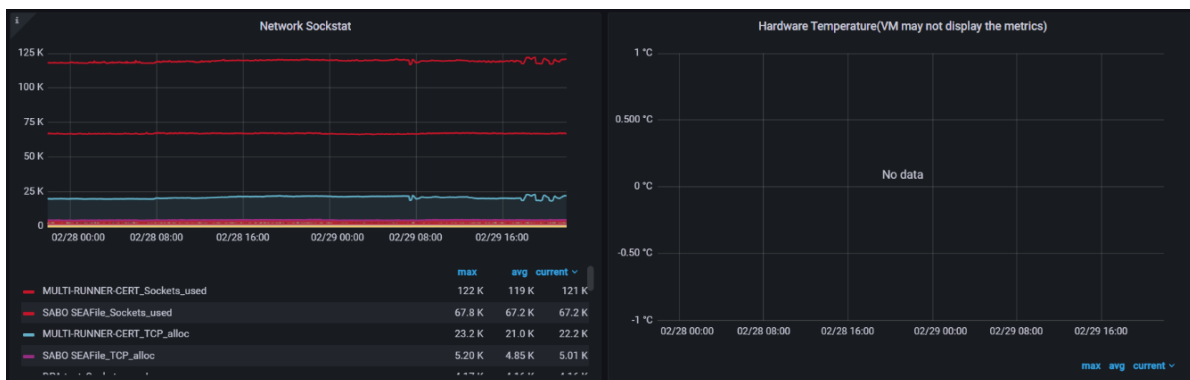 Network Sockstat
125 K
100 K
75 K
50 K
25 K
0
02/28 00:00 02/28 08:00 02/28 16:00 02/29 00:00 02/29 08:00 02/29 16:00
max avg current
MULTI-RUNNER-CERT_Sockets_used 122 K 119 K 121 K
SABO SEAFile_Sockets_used 67.8 K 67.2 K 67.2 K
MULTI-RUNNER-CERT_TCP_alloc 23.2 K 21.0 K 22.2 K
SABO SEAFile_TCP_alloc 5.20 K 4.85 K 5.01 K
Hardware Temperature(VM may not display the metrics)
1 °C
0.500 °C
0 °C
-0.50 °C
-1 °C
No data
02/28 00:00 02/28 08:00 02/28 16:00 02/29 00:00 02/29 08:00 02/29 16:00
max avg current